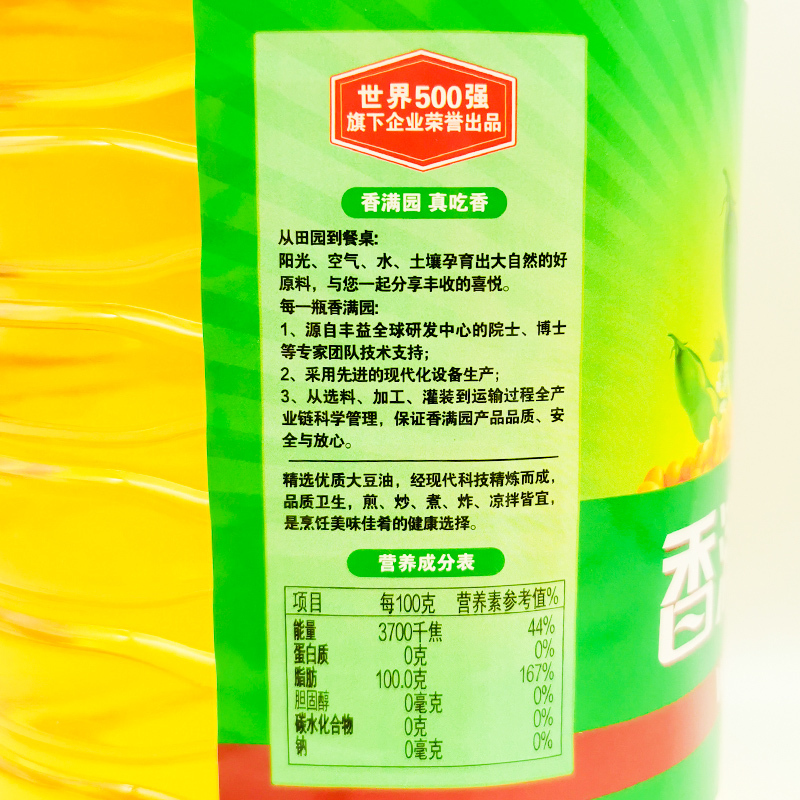 世界500强
旗下企业荣誉出品
香满园 真吃香
从田园到餐桌:
阳光、空气、水、土壤孕育出大自然的好
原料，与您一起分享丰收的喜悦。
每一瓶香满园:
1、源自丰益全球研发中心的院士、博士
等专家团队技术支持;
2、采用先进的现代化设备生产;
3、从选料、加工、灌装到运输过程全产
业链科学管理，保证香满园产品品质、安
全与放心。
精选优质大豆油，经现代科技精炼而成，
品质卫生，煎、炒、煮、炸、凉拌皆宜，
是烹饪美味佳肴的健康选择。
营养成分表
项目 每100克 营养素参考值%
能量 3700千焦 44%
蛋白质 0克 0%
脂肪 100.0克 167%
胆固醇 0毫克 0%
碳水化合物 0克 0%
钠 0毫克 0%
香